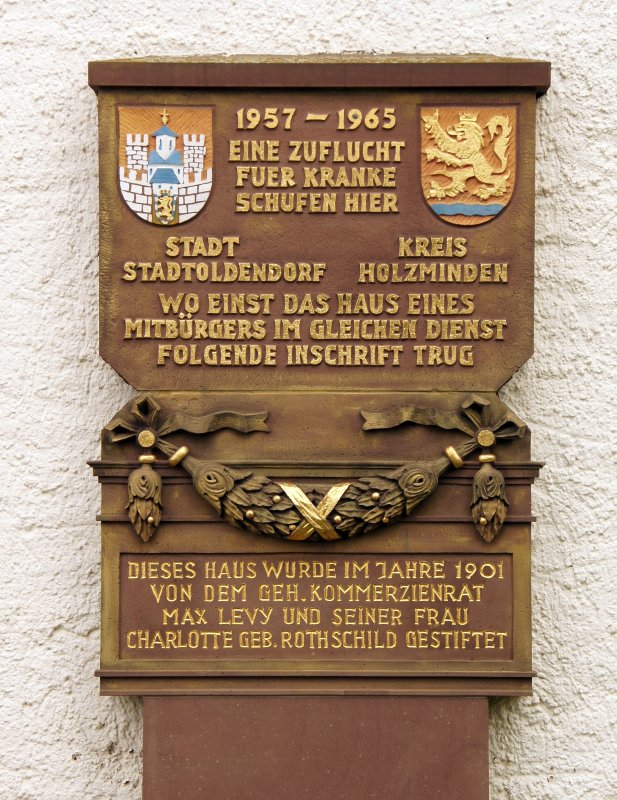 1957 – 1965
EINE ZUFLUCHT
FUER KRANKE
SCHUFEN HIER
STADT
STADTOLDENDORF
KREIS
HOLZMINDEN
WO EINST DAS HAUS EINES
MITBÜRGERS IM GLEICHEN DIENST
FOLGENDE INSCHRIFT TRUG
DIESES HAUS WURDE IM JAHRE 1901
VON DEM GEH. KOMMERZIENRAT
MAX LEVY UND SEINER FRAU
CHARLOTTE GEB. ROTHSCHILD GESTIFTET